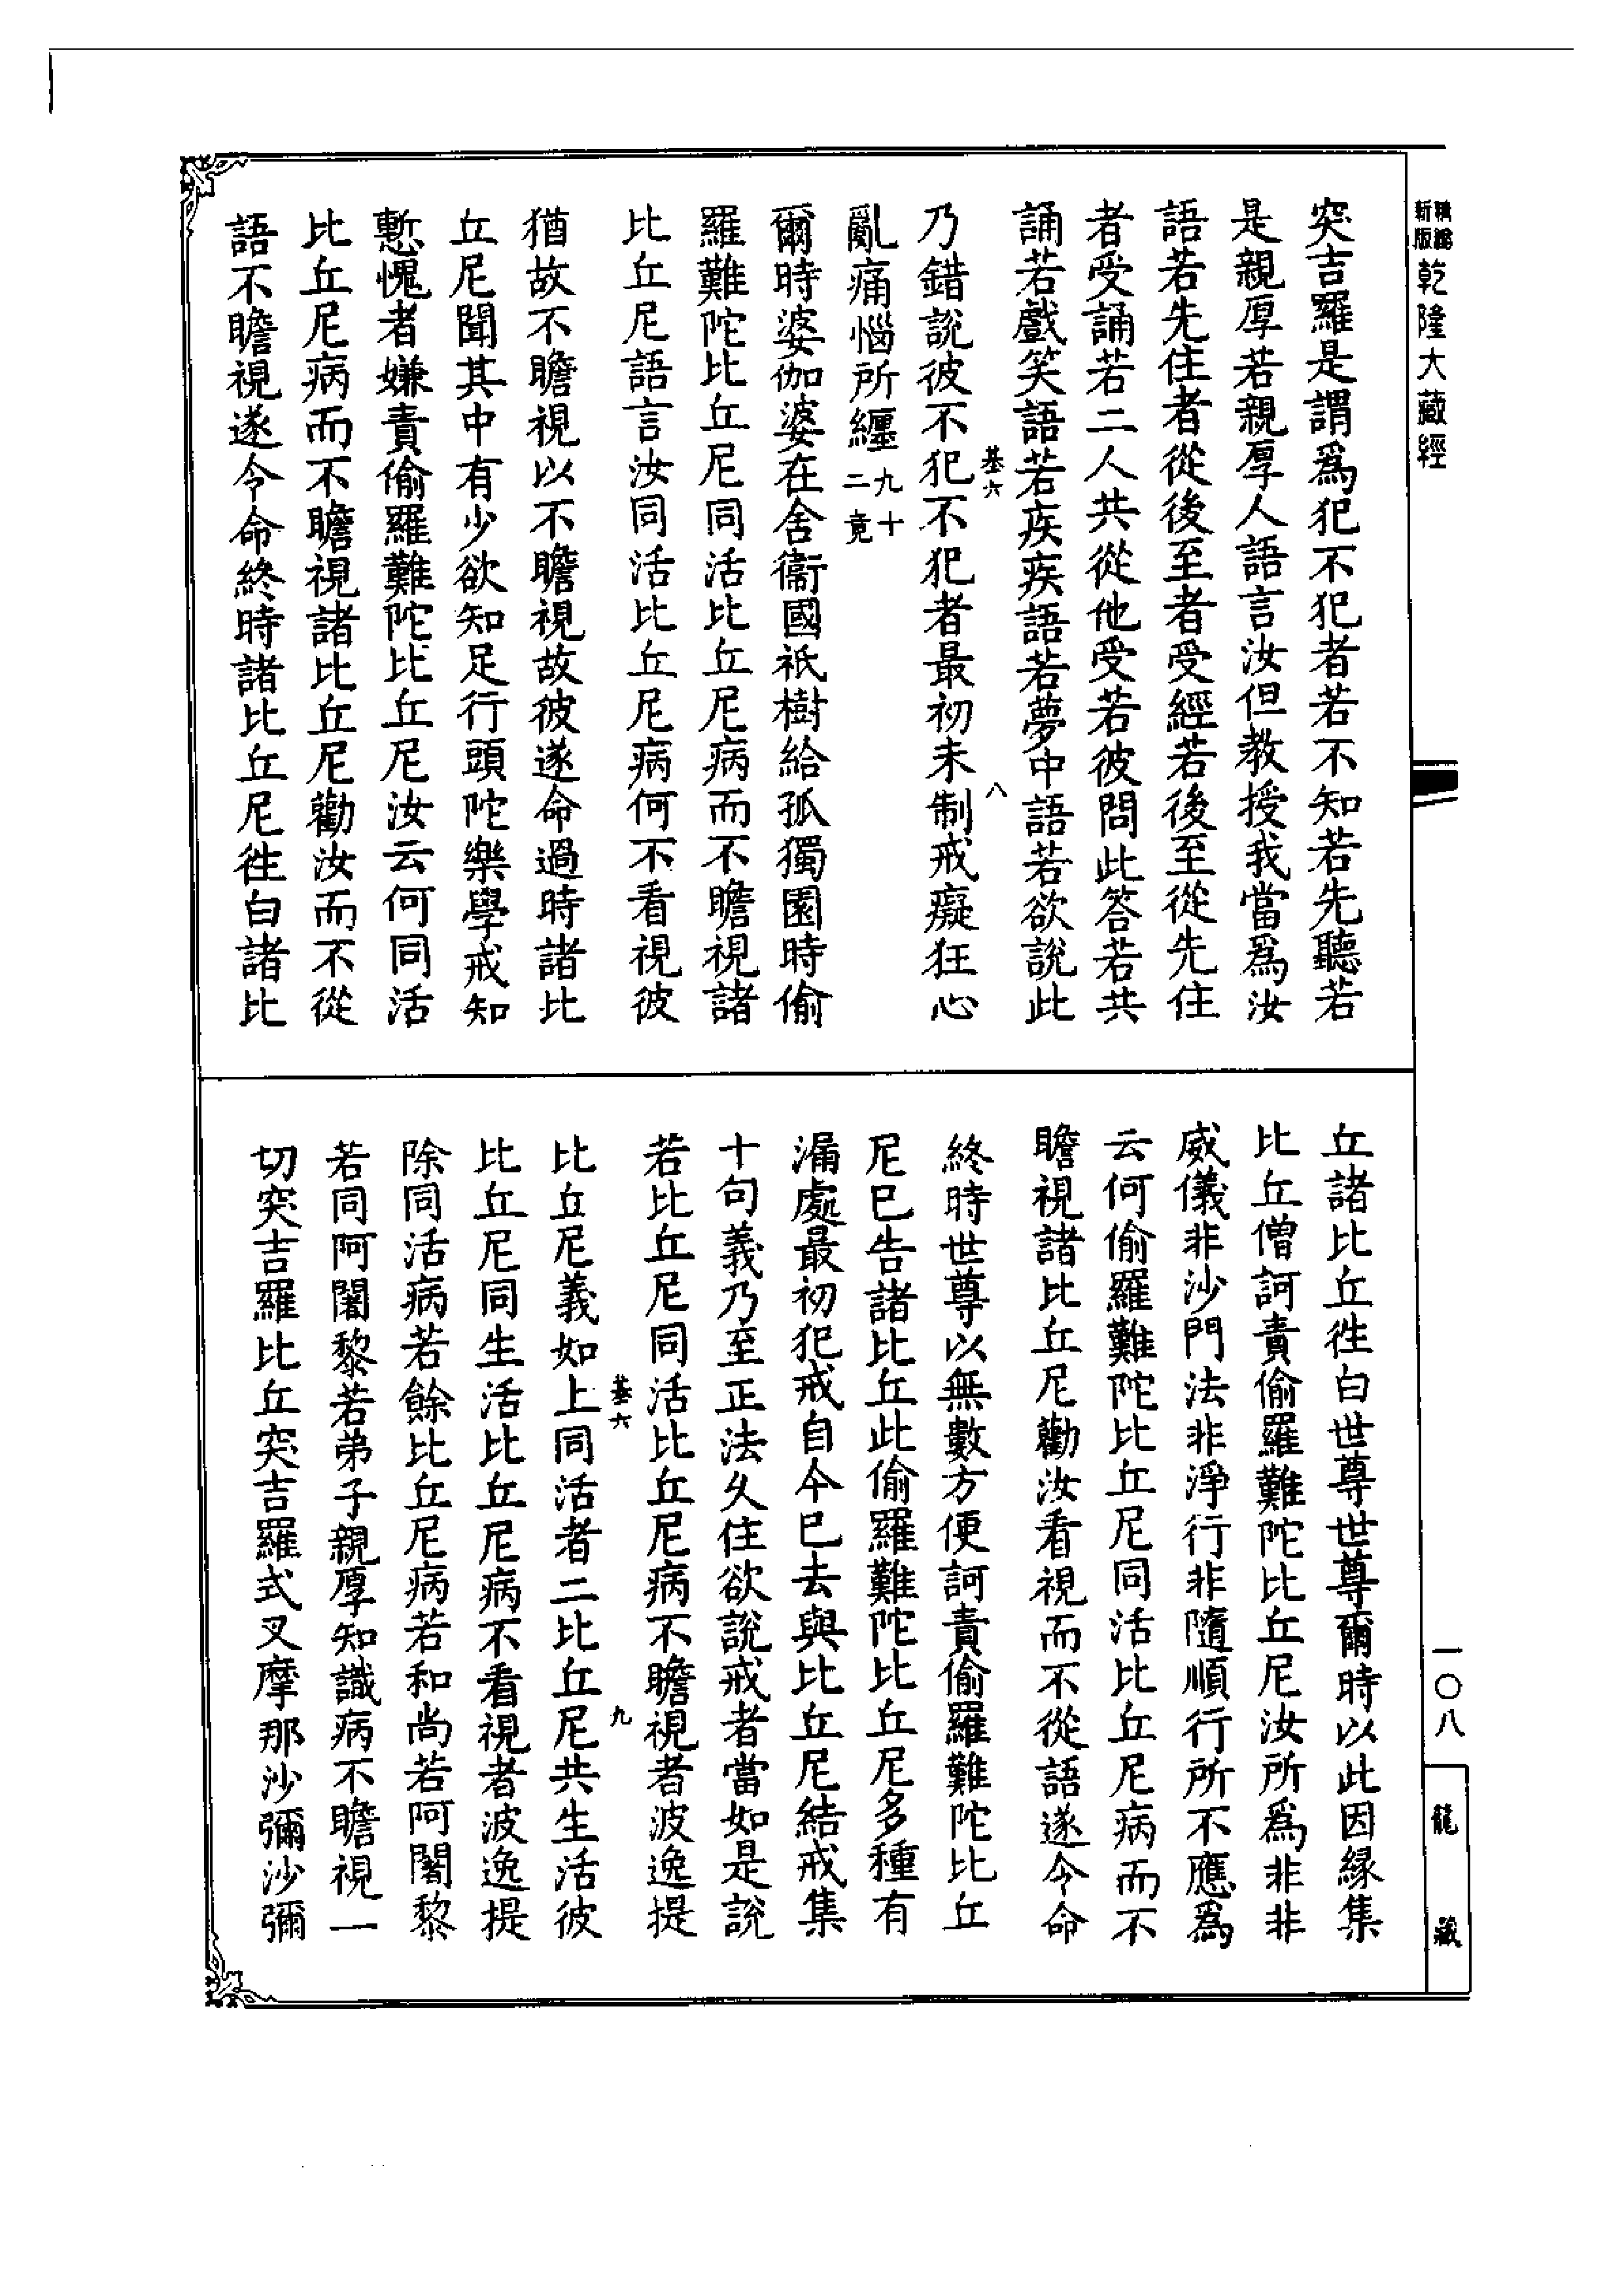 精縮
新版
乾隆大藏經
突吉羅是謂爲犯不犯者若不知若先聽若
是親厚若親厚人語言汝但教授我當爲汝
語若先住者從後至者受經若後至從先住
者受誦若二人共從他受若彼問此答若共
誦若戲笑語若疾疾語若夢中語若欲說此
八
乃錯說彼不犯不犯者最初未制戒癡狂心
亂痛惱所纏九十二竟
爾時婆伽婆在舍衞國祇樹給孤獨園時偷
羅難陀比丘尼同活比丘尼病而不瞻視諸
比丘尼語言汝同活比丘尼病何不看視彼
猶故不瞻視以不瞻視故彼遂命過時諸比
丘尼聞其中有少欲知足行頭陀樂學戒知
慙愧者嫌責偷羅難陀比丘尼汝云何同活
比丘尼病而不瞻視諸比丘尼勸汝而不從
語不瞻視遂令命終時諸比丘尼徃白諸比
丘諸比丘徃白世尊世尊爾時以此因緣集
比丘僧訶責偷羅難陀比丘尼汝所爲非非
威儀非沙門法非淨行非隨順行所不應爲
云何偷羅難陀比丘尼同活比丘尼病而不
瞻視諸比丘尼勸汝看視而不從語遂令命
終時世尊以無數方便訶責偷羅難陀比丘
尼巳告諸比丘此偷羅難陀比丘尼多種有
漏處最初犯戒自今巳去與比丘尼結戒集
十句義乃至正法久住欲說戒者當如是說
若比丘尼同活比丘尼病不瞻視者波逸提
九
比丘尼義如上同活者二比丘尼共生活彼
比丘尼同生活比丘尼病不看視者波逸提
除同活病若餘比丘尼病若和尚若阿闍黎
若同阿闍黎若弟子親厚知識病不瞻視一
切突吉羅比丘突吉羅式叉摩那沙彌沙彌
一〇八
龍藏